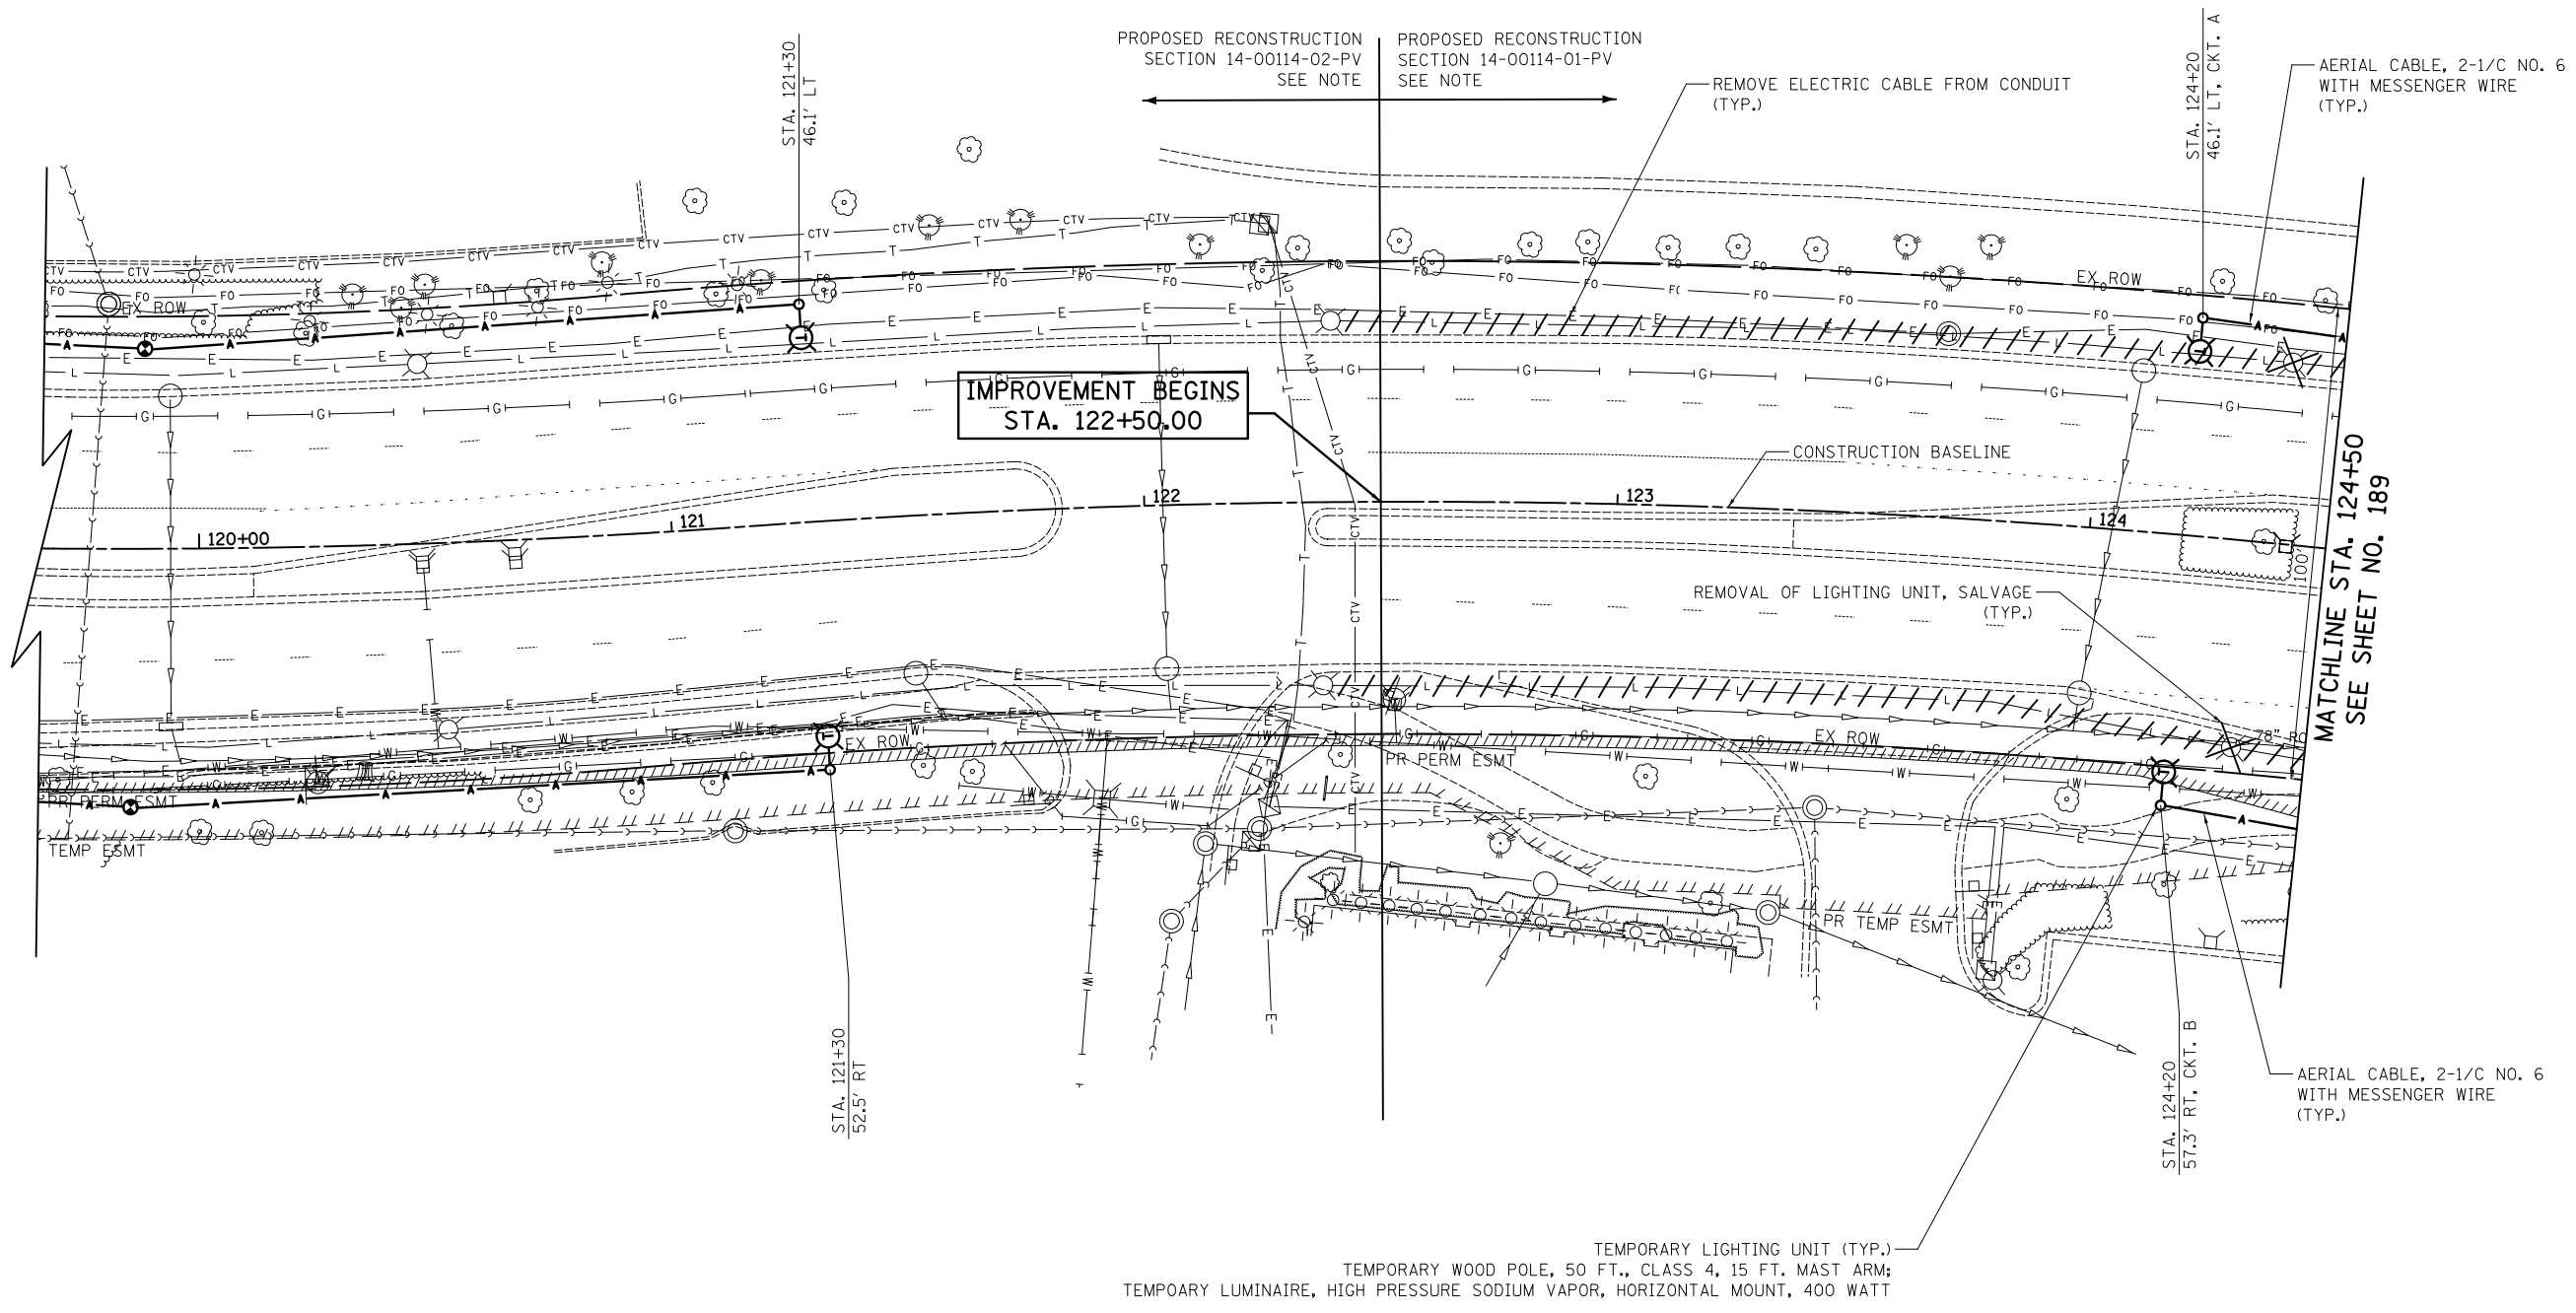 PROPOSED RECONSTRUCTION
SECTION 14-00114-02-PV
SEE NOTE
PROPOSED RECONSTRUCTION
SECTION 14-00114-01-PV
SEE NOTE
STA. 121+30
46.1' LT
REMOVE ELECTRIC CABLE FROM CONDUIT
(TYP.)
STA. 124+20
46.1' LT, CKT. A
AERIAL CABLE, 2-1/C NO. 6
WITH MESSENGER WIRE
(TYP.)
EX ROW
EX ROW
IMPROVEMENT BEGINS
STA. 122+50.00
CONSTRUCTION BASELINE
120+00
121
122
123
124
100'
MATCHLINE STA. 124+50
SEE SHEET NO. 189
REMOVAL OF LIGHTING UNIT, SALVAGE
(TYP.)
EX ROW
EX ROW
PR PERM ESMT
PR PERM ESMT
TEMP ESMT
PR TEMP ESMT
STA. 121+30
52.5' RT
STA. 124+20
57.3' RT, CKT. B
AERIAL CABLE, 2-1/C NO. 6
WITH MESSENGER WIRE
(TYP.)
TEMPORARY LIGHTING UNIT (TYP.)
TEMPORARY WOOD POLE, 50 FT., CLASS 4, 15 FT. MAST ARM;
TEMPOARY LUMINAIRE, HIGH PRESSURE SODIUM VAPOR, HORIZONTAL MOUNT, 400 WATT